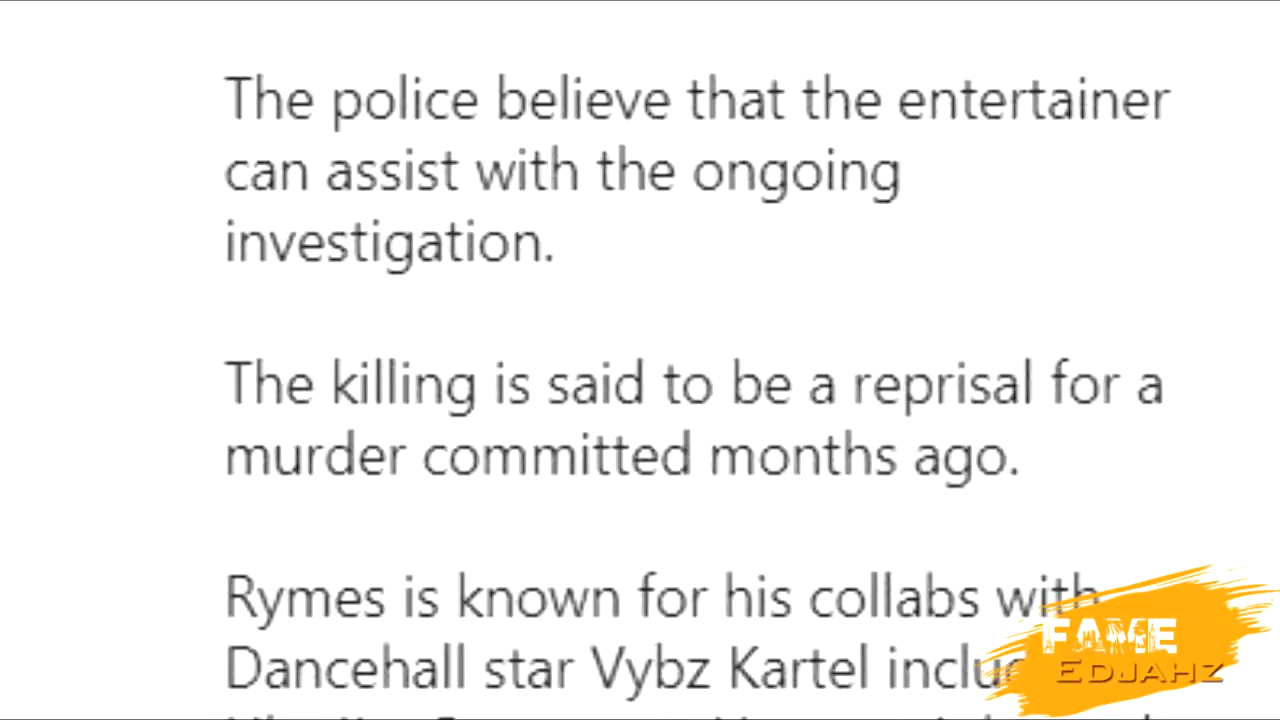 The police believe that the entertainer
can assist with the ongoing
investigation.
The killing is said to be a reprisal for a
murder committed months ago.
Rymes is known for his collabs with
Dancehall star Vybz Kartel
FAME
EDJAHZ